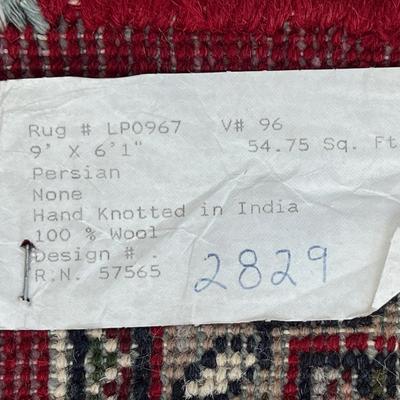 Rug # LP0967 V# 96
9' X 6'1" 54.75 Sq. Ft
Persian
None
Hand Knotted in India
100 % Wool
Design # .
R.N. 57565
2829